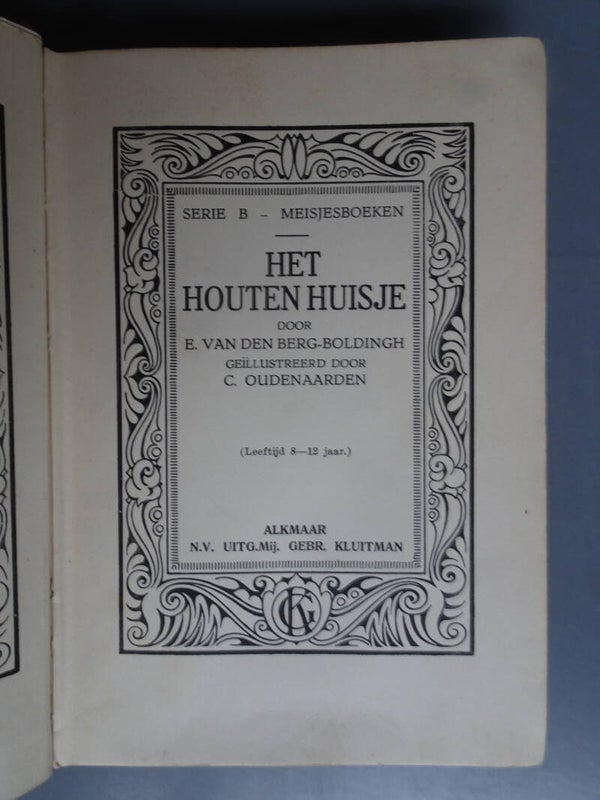 SERIE B - MEISJESBOEKEN
HET
HOUTEN HUISJE
DOOR
E. VAN DEN BERG-BOLDINGH
GEÏLLUSTREERD DOOR
C. OUDENAARDEN
(Leeftijd 8—12 jaar.)
ALKMAAR
N.V. UITG.Mij. GEBR. KLUITMAN
GK